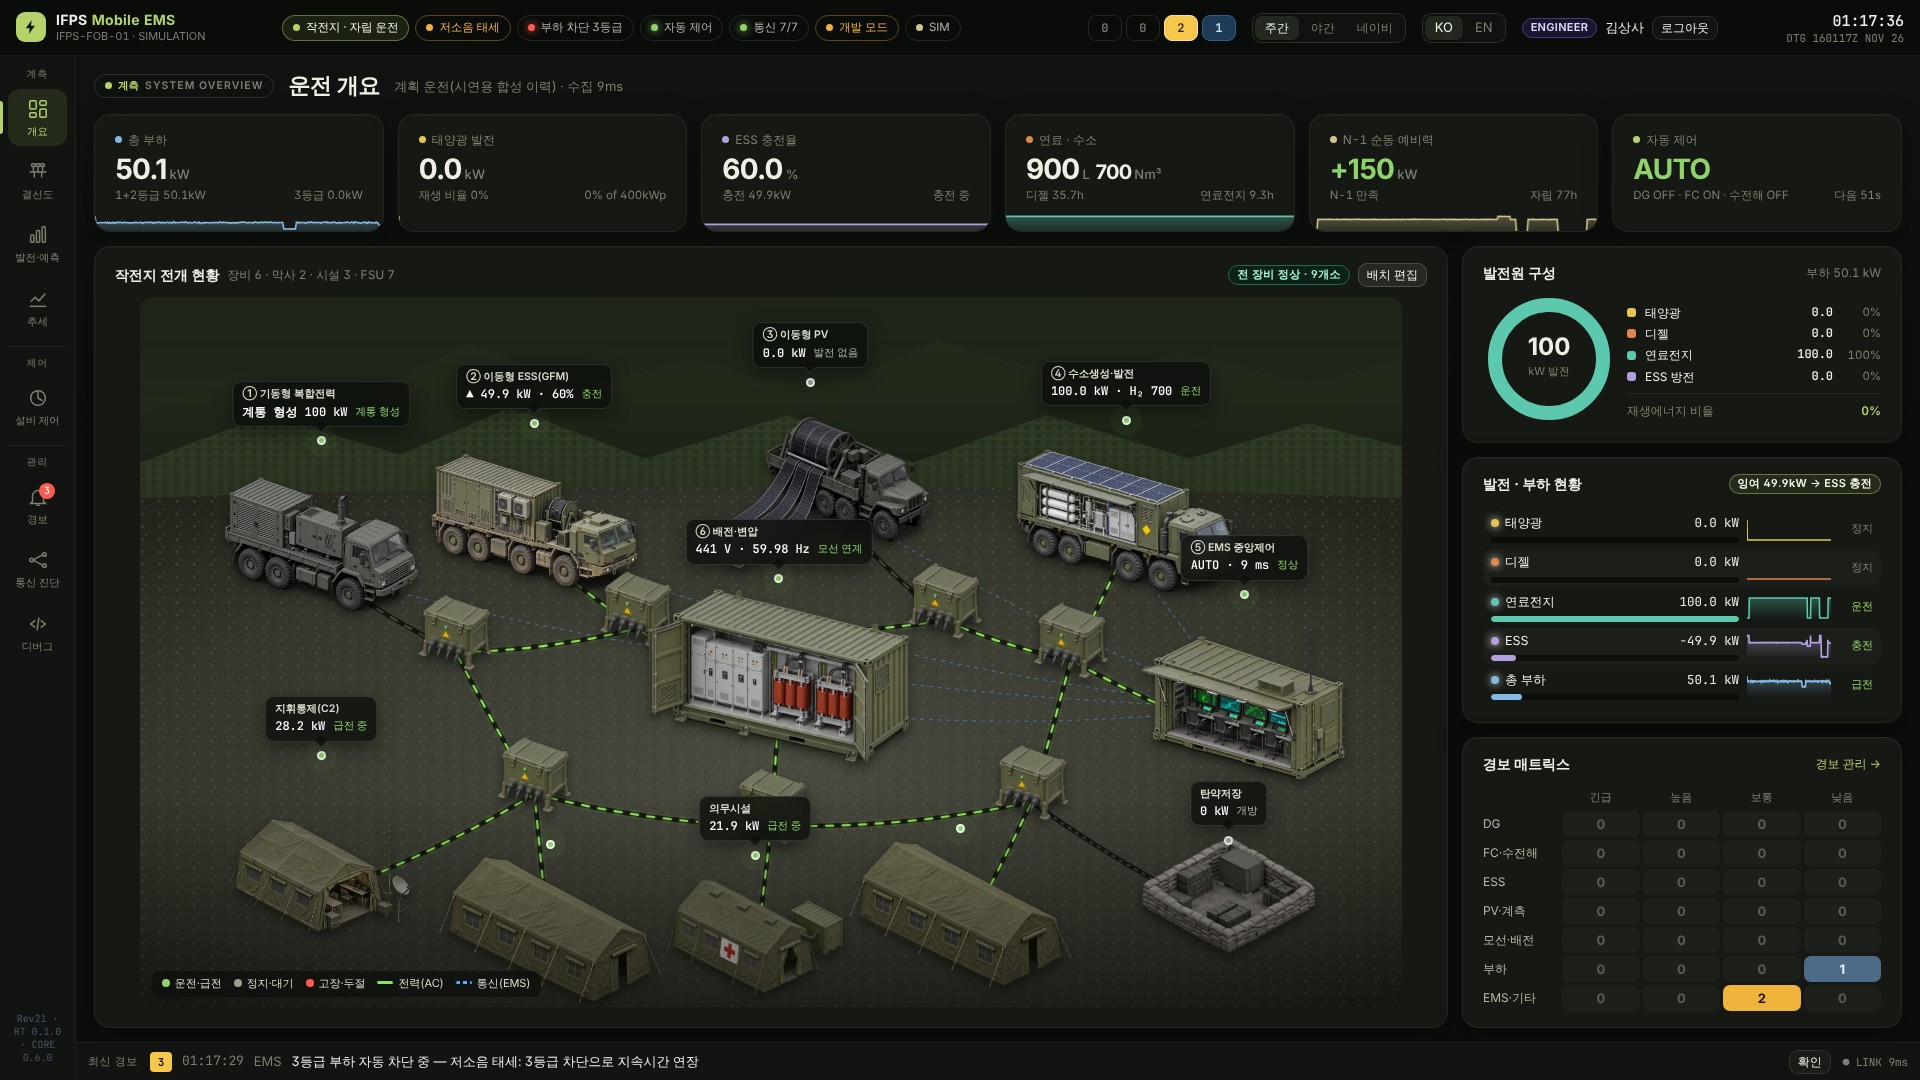 IFPS Mobile EMS
IFPS-FOB-01 · SIMULATION
작전지 · 자립 운전
저소음 태세
부하 차단 3등급
자동 제어
통신 7/7
개발 모드
SIM
0 0 2 1
주간 야간 네이비
KO EN
ENGINEER 김상사 로그아웃
01:17:36
DTG 160117Z NOV 26
계측
개요
결선도
발전·예측
추세
제어
설비 제어
관리
3
경보
통신 진단
디버그
Rev21 ·
RT 0.1.0
· CORE
0.6.0
계측 SYSTEM OVERVIEW
운전 개요
계획 운전(시연용 합성 이력) · 수집 9ms
총 부하
50.1 kW
1+2등급 50.1kW 3등급 0.0kW
태양광 발전
0.0 kW
재생 비율 0% 0% of 400kWp
ESS 충전율
60.0 %
충전 49.9kW 충전 중
연료 · 수소
900 L 700 Nm³
디젤 35.7h 연료전지 9.3h
N-1 순동 예비력
+150 kW
N-1 만족 자립 77h
자동 제어
AUTO
DG OFF · FC ON · 수전해 OFF 다음 51s
작전지 전개 현황 장비 6 · 막사 2 · 시설 3 · FSU 7
전 장비 정상 · 9개소 배치 편집
① 기동형 복합전력
계통 형성 100 kW 계통 형성
② 이동형 ESS(GFM)
▲ 49.9 kW · 60% 충전
③ 이동형 PV
0.0 kW 발전 없음
④ 수소생성·발전
100.0 kW · H₂ 700 운전
⑥ 배전·변압
441 V · 59.98 Hz 모선 연계
⑤ EMS 중앙제어
AUTO · 9 ms 정상
지휘통제(C2)
28.2 kW 급전 중
의무시설
21.9 kW 급전 중
탄약저장
0 kW 개방
운전·급전 정지·대기 고장·두절 전력(AC) 통신(EMS)
발전원 구성 부하 50.1 kW
100
kW 발전
태양광 0.0 0%
디젤 0.0 0%
연료전지 100.0 100%
ESS 방전 0.0 0%
재생에너지 비율 0%
발전 · 부하 현황 잉여 49.9kW → ESS 충전
태양광 0.0 kW 정지
디젤 0.0 kW 정지
연료전지 100.0 kW 운전
ESS -49.9 kW 충전
총 부하 50.1 kW 급전
경보 매트릭스 경보 관리 →
긴급 높음 보통 낮음
DG 0 0 0 0
FC·수전해 0 0 0 0
ESS 0 0 0 0
PV·계측 0 0 0 0
모선·배전 0 0 0 0
부하 0 0 0 1
EMS·기타 0 0 2 0
최신 경보 3 01:17:29 EMS 3등급 부하 자동 차단 중 — 저소음 태세: 3등급 차단으로 지속시간 연장
확인 LINK 9ms